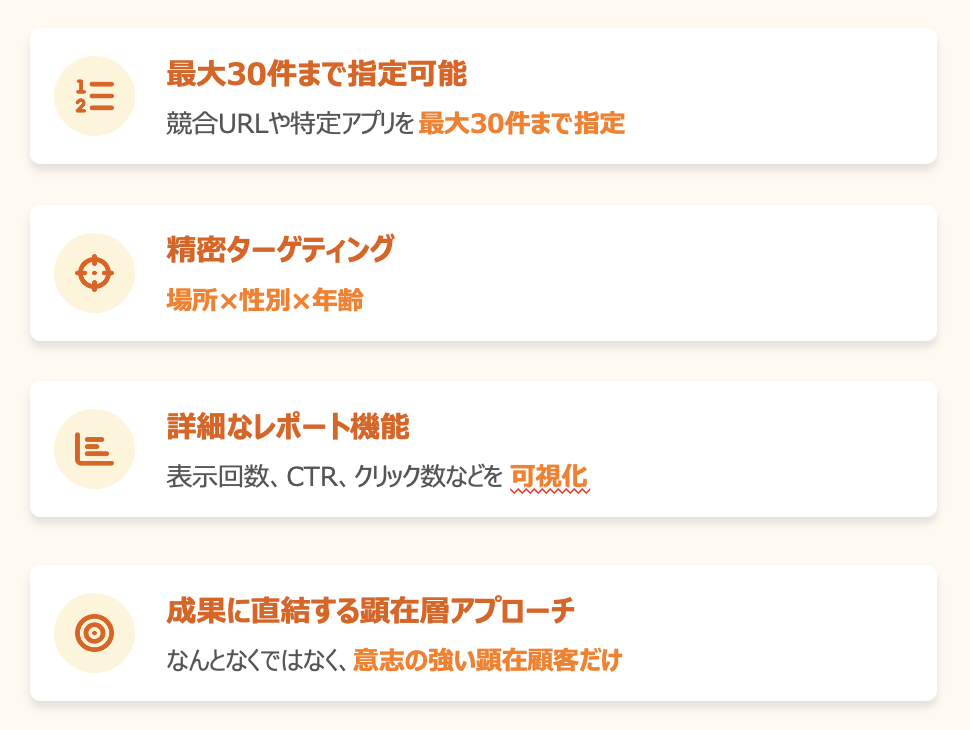 1
2
最大30件まで指定可能
競合URLや特定アプリを最大30件まで指定
精密ターゲティング
場所×性別×年齢
詳細なレポート機能
表示回数、CTR、クリック数などを 可視化
成果に直結する顕在層アプローチ
なんとなくではなく、意志の強い顕在顧客だけ